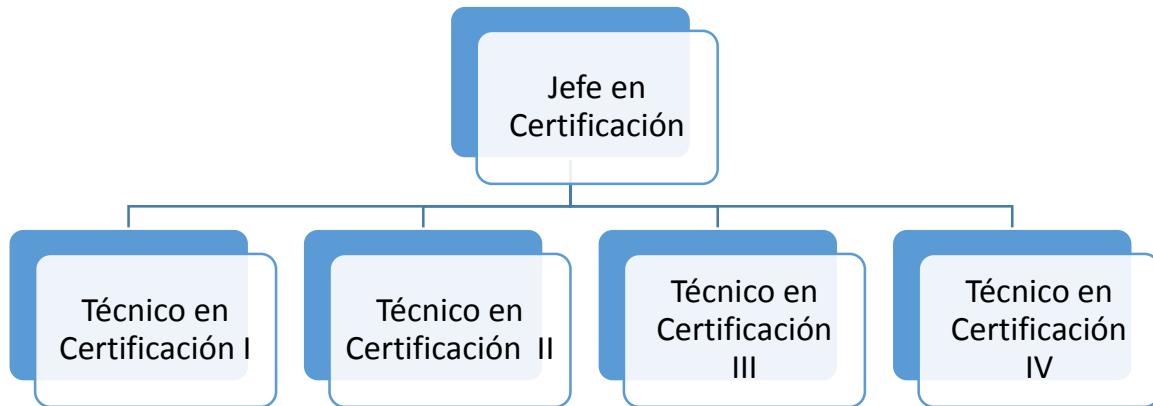 Jefe en
Certificación
Técnico en
Certificación I
Técnico en
Certificación  II
Técnico en
Certificación
III
Técnico en
Certificación
IV